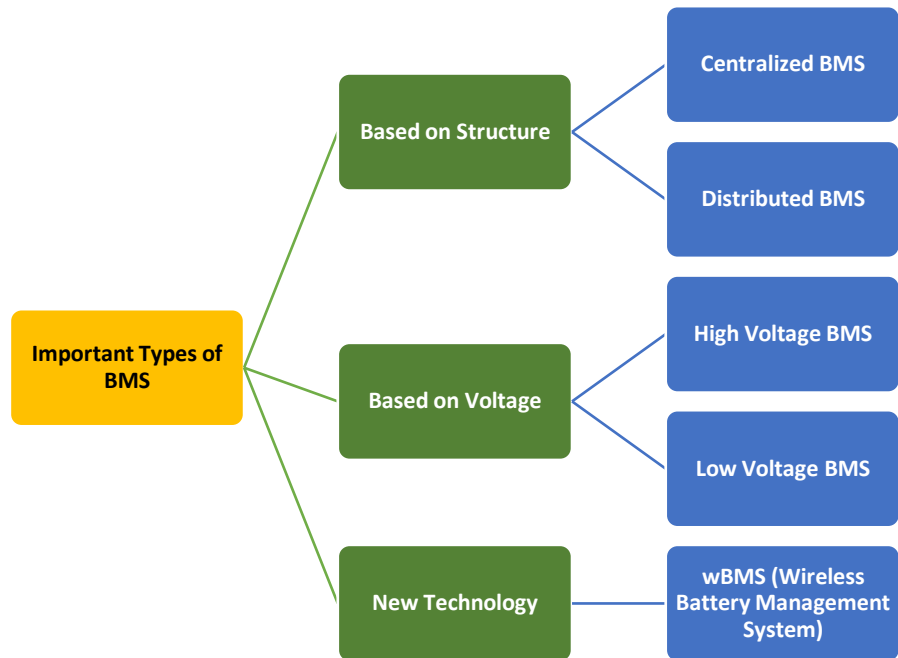 Centralized BMS
Based on Structure
Distributed BMS
High Voltage BMS
Important Types of
BMS
Based on Voltage
Low Voltage BMS
New Technology
wBMS (Wireless
Battery Management
System)